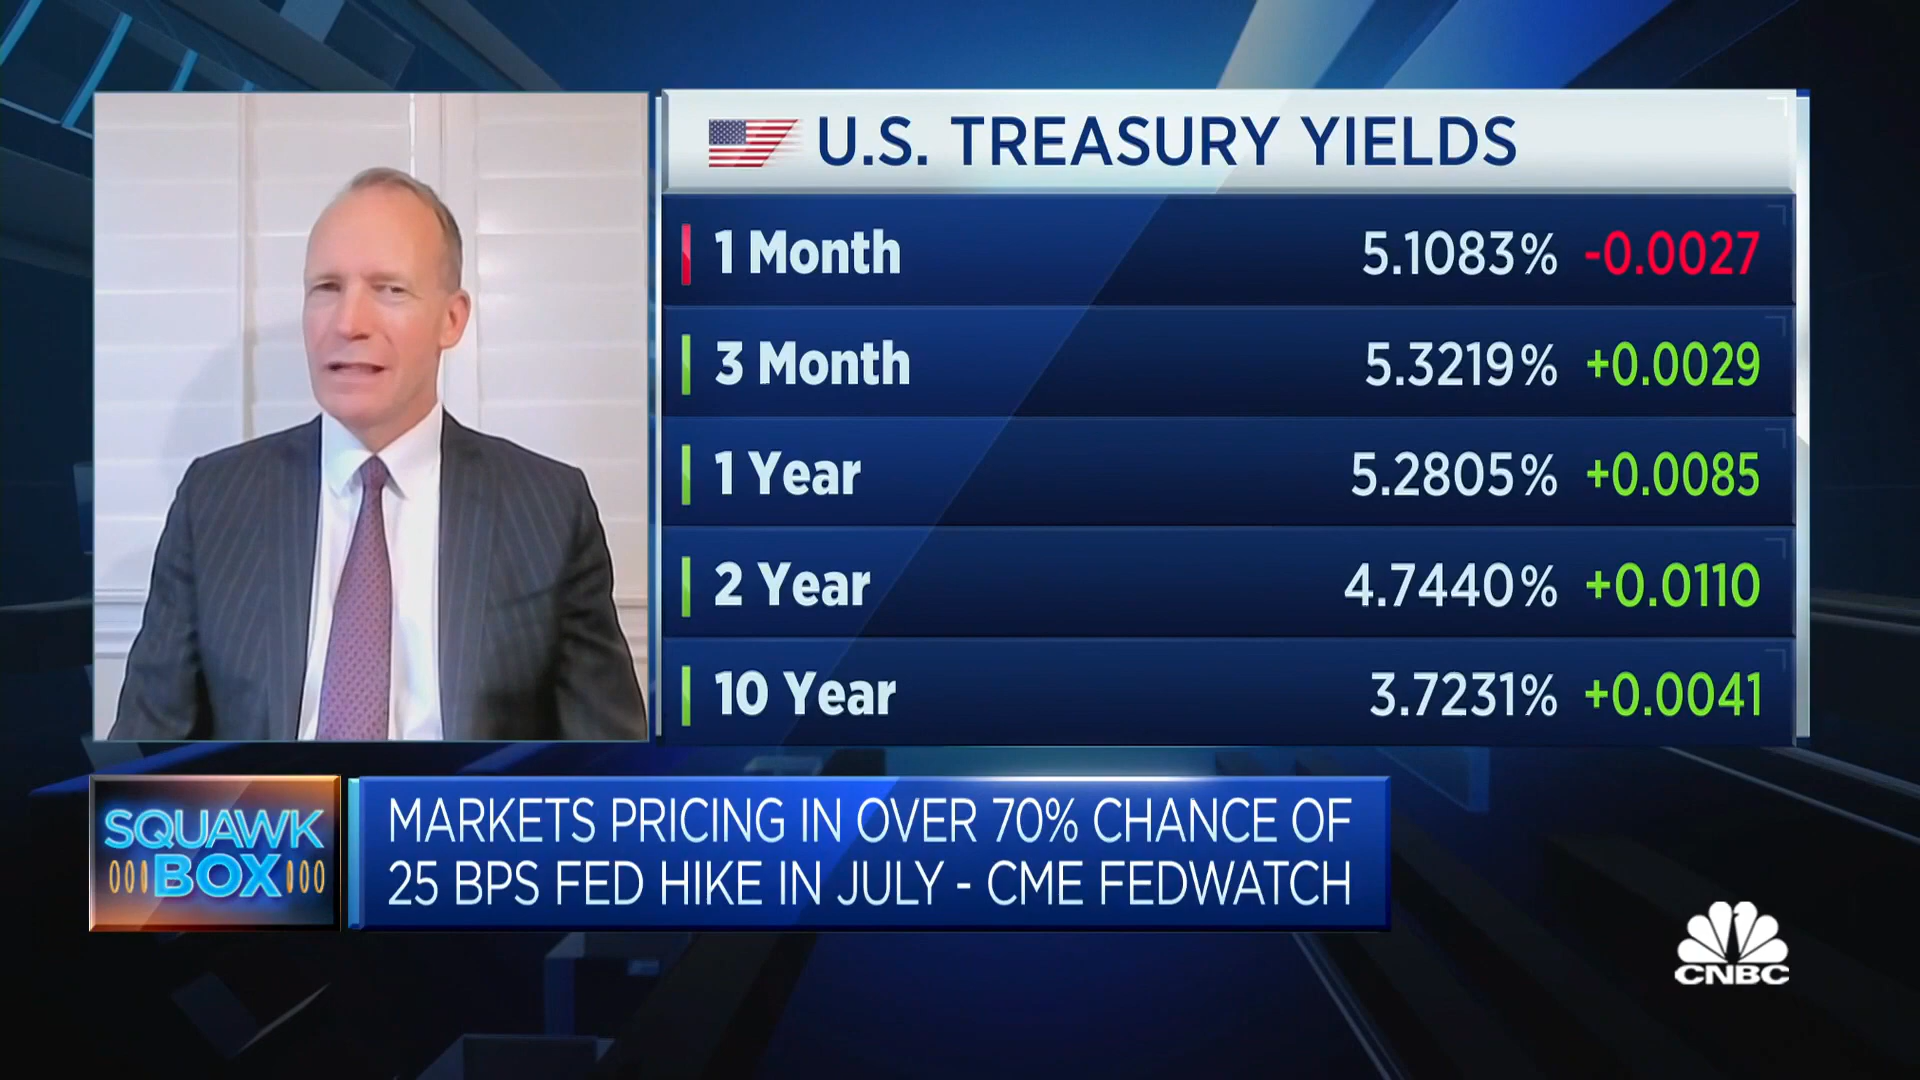 U.S. TREASURY YIELDS
1 Month 5.1083% -0.0027
3 Month 5.3219% +0.0029
1 Year 5.2805% +0.0085
2 Year 4.7440% +0.0110
10 Year 3.7231% +0.0041
SQUAWK
BOX
MARKETS PRICING IN OVER 70% CHANCE OF
25 BPS FED HIKE IN JULY - CME FEDWATCH
CNBC